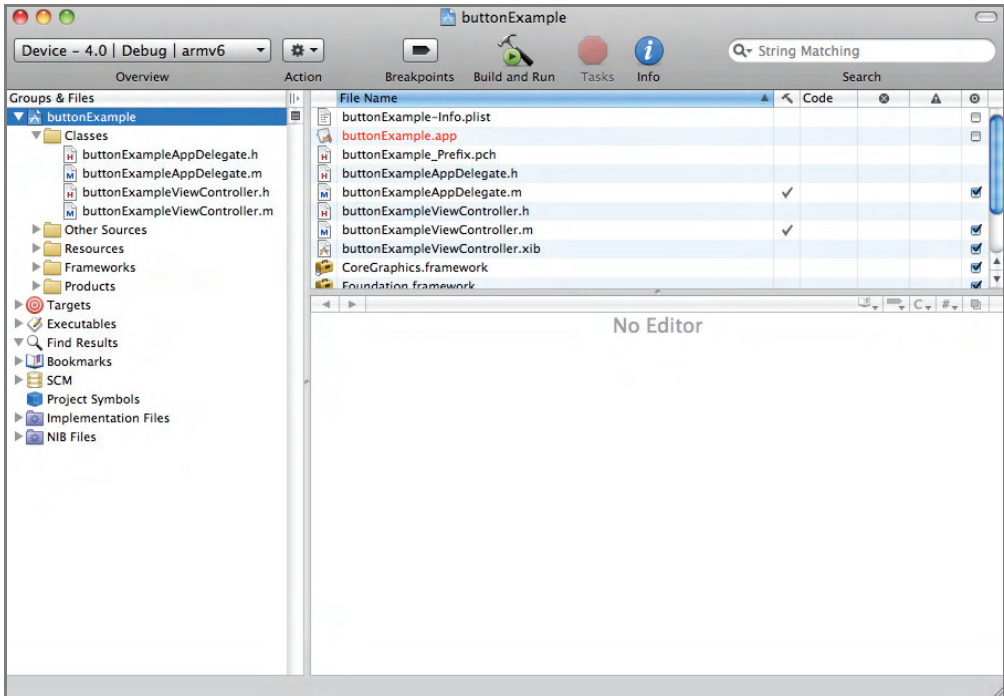 buttonExample
Device - 4.0 | Debug | armv6
String Matching
Overview
Action
Breakpoints
Build and Run
Tasks
Info
Search
Groups & Files
File Name
Code
buttonExample
Classes
buttonExampleAppDelegate.h
buttonExampleAppDelegate.m
buttonExampleViewController.h
buttonExampleViewController.m
Other Sources
Resources
Frameworks
Products
Targets
Executables
Find Results
Bookmarks
SCM
Project Symbols
Implementation Files
NIB Files
buttonExample-Info.plist
buttonExample.app
buttonExample_Prefix.pch
buttonExampleAppDelegate.h
buttonExampleAppDelegate.m
buttonExampleViewController.h
buttonExampleViewController.m
buttonExampleViewController.xib
CoreGraphics.framework
Foundation.framework
C
#
No Editor